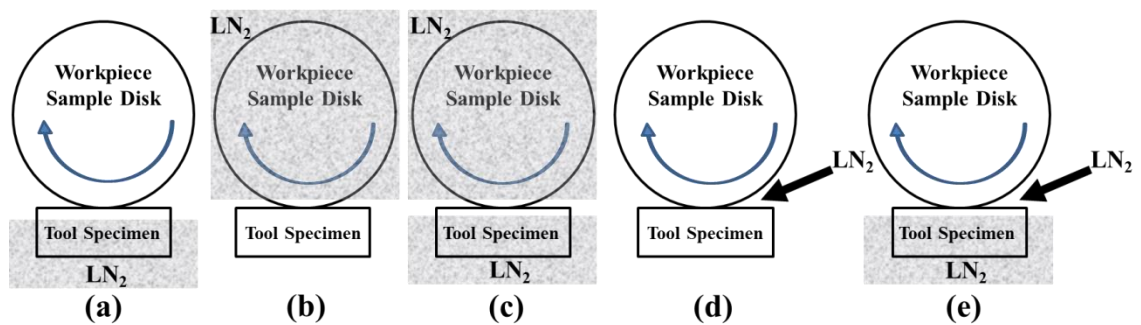 Workpiece
Sample Disk
Tool Specimen
LN₂
(a)
LN₂
Workpiece
Sample Disk
Tool Specimen
(b)
LN₂
Workpiece
Sample Disk
Tool Specimen
LN₂
(c)
Workpiece
Sample Disk
LN₂
Tool Specimen
(d)
Workpiece
Sample Disk
LN₂
Tool Specimen
LN₂
(e)